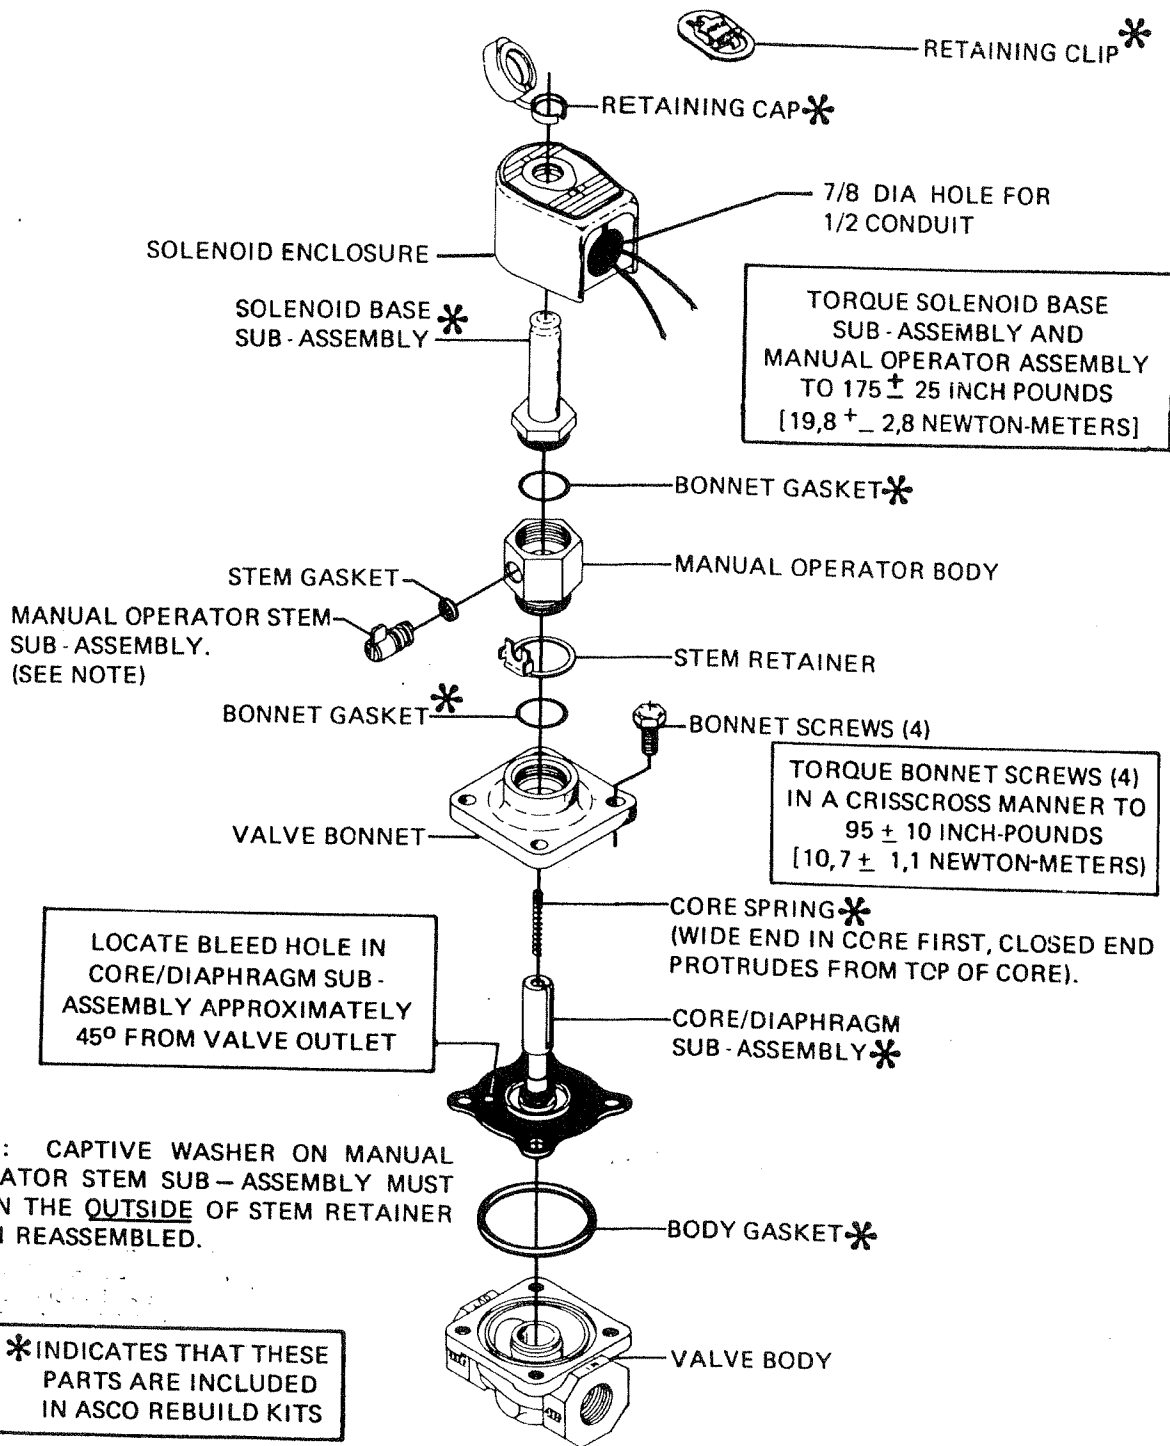 RETAINING CLIP*
RETAINING CAP*
7/8 DIA HOLE FOR
1/2 CONDUIT
SOLENOID ENCLOSURE
SOLENOID BASE
SUB-ASSEMBLY *
TORQUE SOLENOID BASE
SUB-ASSEMBLY AND
MANUAL OPERATOR ASSEMBLY
TO 175 ± 25 INCH POUNDS
[19,8 +_ 2,8 NEWTON-METERS]
BONNET GASKET*
MANUAL OPERATOR BODY
STEM GASKET
MANUAL OPERATOR STEM
SUB-ASSEMBLY.
(SEE NOTE)
STEM RETAINER
BONNET GASKET*
BONNET SCREWS (4)
TORQUE BONNET SCREWS (4)
IN A CRISSCROSS MANNER TO
95 ± 10 INCH-POUNDS
[10,7 ± 1,1 NEWTON-METERS)
VALVE BONNET
CORE SPRING*
(WIDE END IN CORE FIRST, CLOSED END
PROTRUDES FROM TOP OF CORE).
LOCATE BLEED HOLE IN
CORE/DIAPHRAGM SUB-
ASSEMBLY APPROXIMATELY
45º FROM VALVE OUTLET
CORE/DIAPHRAGM
SUB-ASSEMBLY*
: CAPTIVE WASHER ON MANUAL
ATOR STEM SUB–ASSEMBLY MUST
N THE OUTSIDE OF STEM RETAINER
REASSEMBLED.
BODY GASKET*
VALVE BODY
*INDICATES THAT THESE
PARTS ARE INCLUDED
IN ASCO REBUILD KITS